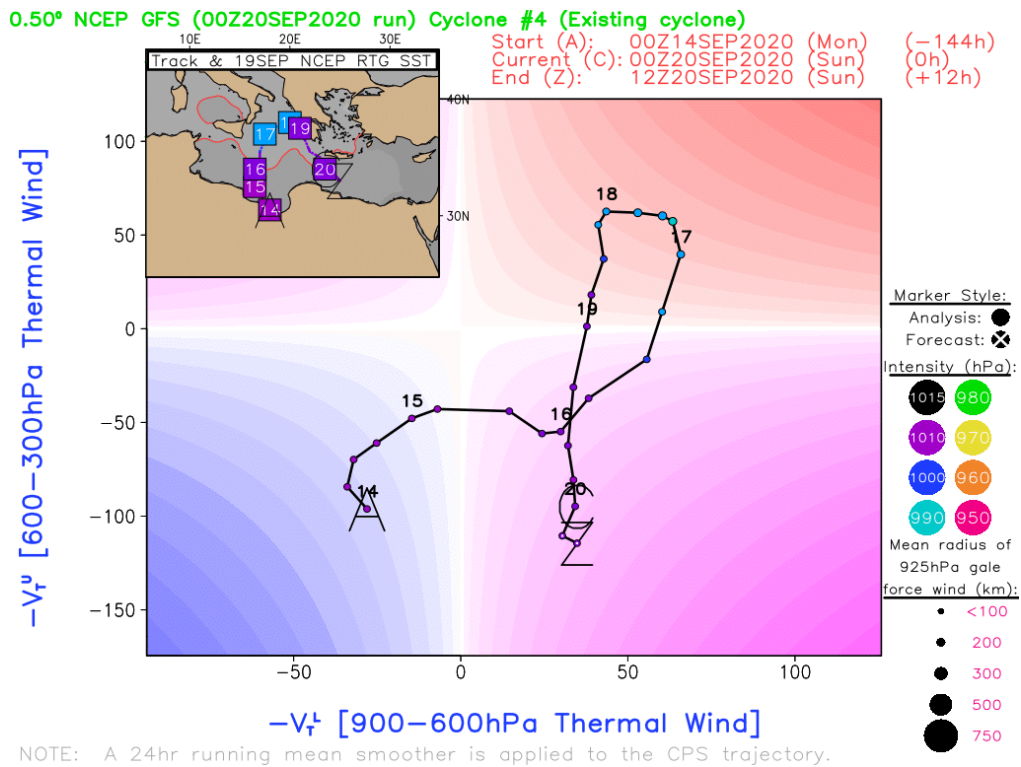 0.50° NCEP GFS (00Z20SEP2020 run) Cyclone #4 (Existing cyclone)
Start (A): 00Z14SEP2020 (Mon) (−144h)
Current (C): 00Z20SEP2020 (Sun) (0h)
End (Z): 12Z20SEP2020 (Sun) (+12h)
10E 20E 30E
Track & 19SEP NCEP RTG SST
40N
30N
17
19
16
15
14
20
Z
A
−V_T^U [600−300hPa Thermal Wind]
100
50
0
−50
−100
−150
18
17
19
16
15
14
A
20
C
Z
−50 0 50 100
−V_T^L [900−600hPa Thermal Wind]
Marker Style:
Analysis:
Forecast:
Intensity (hPa):
1015 980
1010 970
1000 960
990 950
Mean radius of
925hPa gale
force wind (km):
<100
200
300
500
750
NOTE: A 24hr running mean smoother is applied to the CPS trajectory.